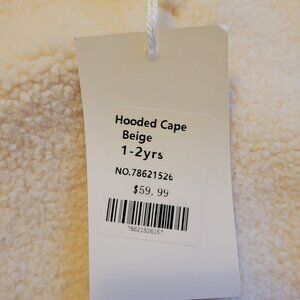 Hooded Cape
Beige
1-2yrs
NO.78621526
$59.99